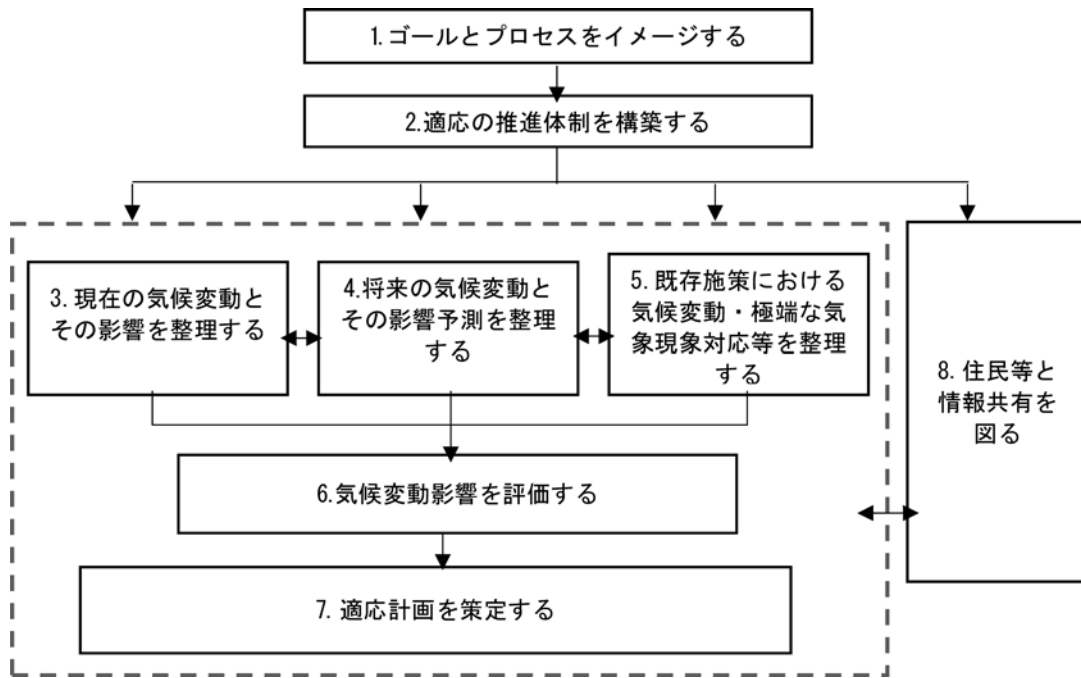 1.ゴールとプロセスをイメージする
2.適応の推進体制を構築する
3.現在の気候変動と
その影響を整理する
4.将来の気候変動と
その影響予測を整理
する
5.既存施策における
気候変動・極端な気
象現象対応等を整理
する
6.気候変動影響を評価する
7.適応計画を策定する
8.住民等と
情報共有を
図る